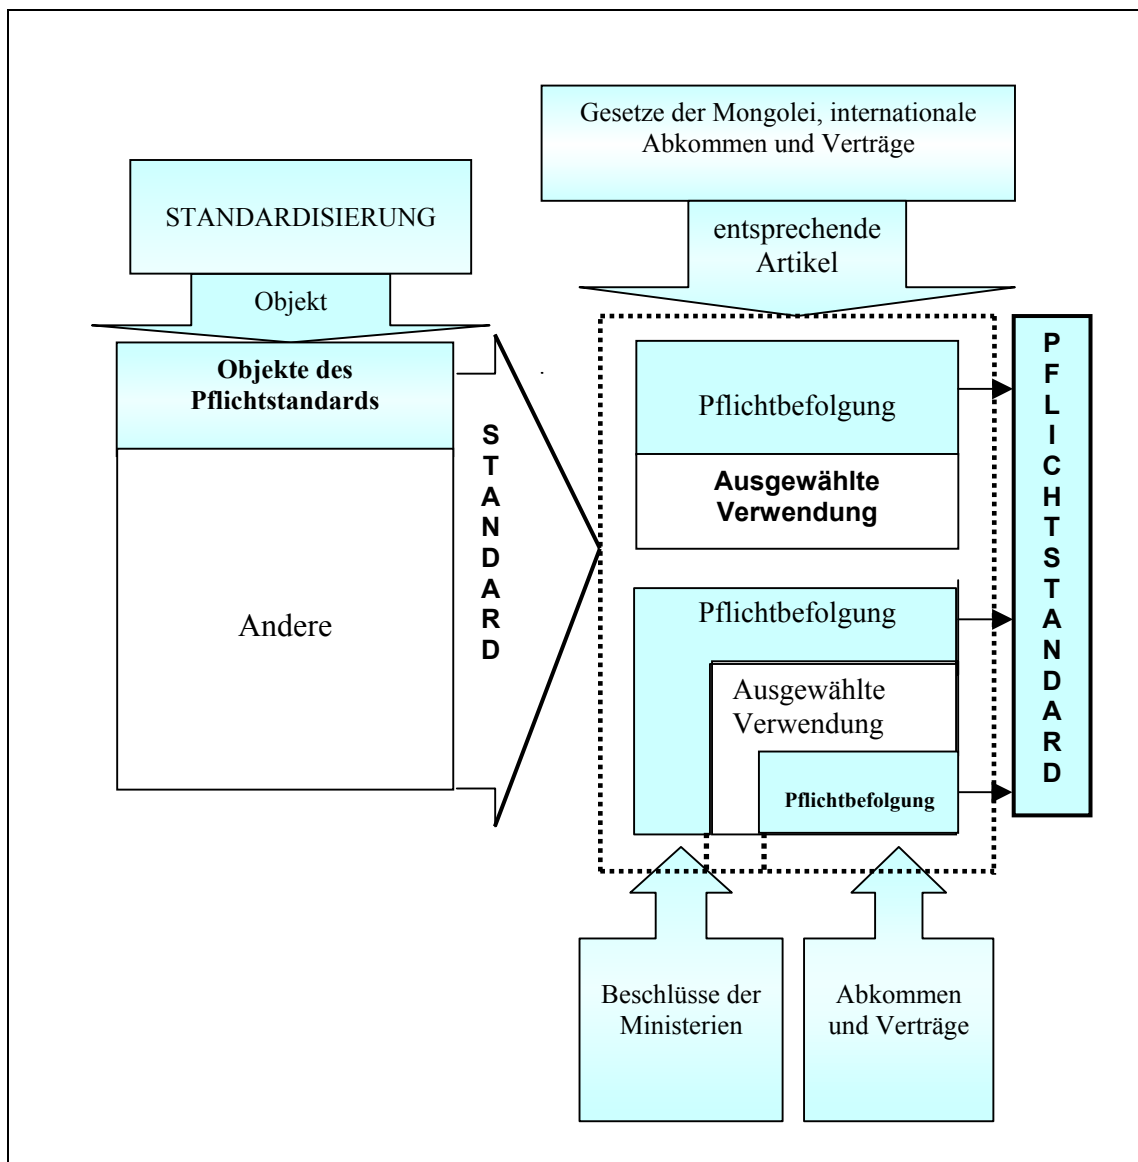 Gesetze der Mongolei, internationale
Abkommen und Verträge
STANDARDISIERUNG
entsprechende
Artikel
Objekt
Objekte des
Pflichtstandards
Andere
STANDARD
Pflichtbefolgung
Ausgewählte
Verwendung
Pflichtbefolgung
Ausgewählte
Verwendung
Pflichtbefolgung
PFLICHTSTANDARD
Beschlüsse der
Ministerien
Abkommen
und Verträge